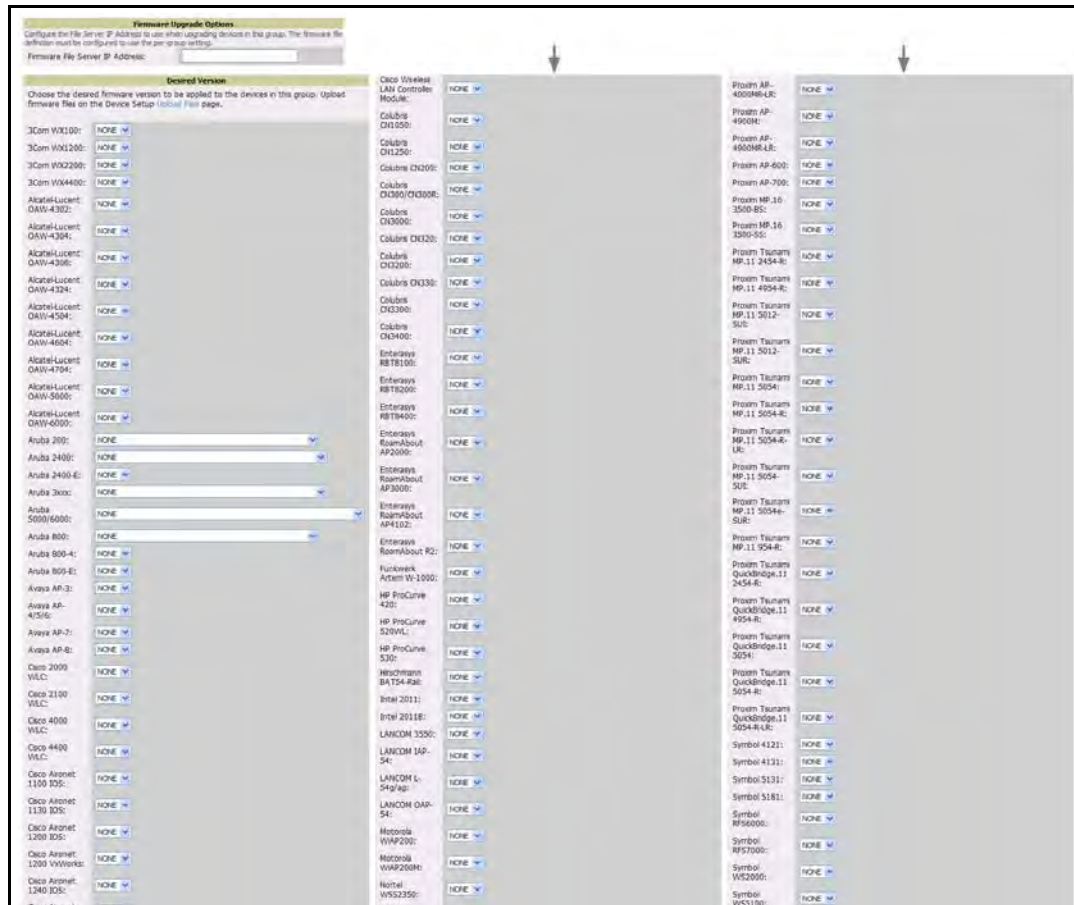 Firmware Upgrade Options
Configure the File Server IP Address to use when upgrading devices in this group. The firmware file
definition must be configured to use the per-group setting.
Firmware File Server IP Address:
Desired Version
Choose the desired firmware version to be applied to the devices in this group. Upload
firmware files on the Device Setup Upload Files page.
3Com WX100: NONE
3Com WX1200: NONE
3Com WX2200: NONE
3Com WX4400: NONE
Alcatel-Lucent
OAW-4302: NONE
Alcatel-Lucent
OAW-4304: NONE
Alcatel-Lucent
OAW-4308: NONE
Alcatel-Lucent
OAW-4324: NONE
Alcatel-Lucent
OAW-4504: NONE
Alcatel-Lucent
OAW-4604: NONE
Alcatel-Lucent
OAW-4704: NONE
Alcatel-Lucent
OAW-5000: NONE
Alcatel-Lucent
OAW-6000: NONE
Aruba 200: NONE
Aruba 2400: NONE
Aruba 2400-E: NONE
Aruba 3xxx: NONE
Aruba
5000/6000: NONE
Aruba 800: NONE
Aruba 800-4: NONE
Aruba 800-E: NONE
Avaya AP-3: NONE
Avaya AP-
4/5/6: NONE
Avaya AP-7: NONE
Avaya AP-8: NONE
Cisco 2000
WLC: NONE
Cisco 2100
WLC: NONE
Cisco 4000
WLC: NONE
Cisco 4400
WLC: NONE
Cisco Aironet
1100 IOS: NONE
Cisco Aironet
1130 IOS: NONE
Cisco Aironet
1200 IOS: NONE
Cisco Aironet
1200 VxWorks: NONE
Cisco Aironet
1240 IOS: NONE
Cisco Wireless
LAN Controller
Module: NONE
Colubris
CN1050: NONE
Colubris
CN1250: NONE
Colubris CN200: NONE
Colubris
CN300/CN300R: NONE
Colubris
CN3000: NONE
Colubris CN320: NONE
Colubris
CN3200: NONE
Colubris CN330: NONE
Colubris
CN3300: NONE
Colubris
CN3400: NONE
Enterasys
RBT8100: NONE
Enterasys
RBT8200: NONE
Enterasys
RBT8400: NONE
Enterasys
RoamAbout
AP2000: NONE
Enterasys
RoamAbout
AP3000: NONE
Enterasys
RoamAbout
AP4102: NONE
Enterasys
RoamAbout R2: NONE
Funkwerk
Artem W-1000: NONE
HP ProCurve
420: NONE
HP ProCurve
520WL: NONE
HP ProCurve
530: NONE
Hirschmann
BAT54-Rail: NONE
Intel 2011: NONE
Intel 2011B: NONE
LANCOM 3550: NONE
LANCOM IAP-
54: NONE
LANCOM L-
54g/ag: NONE
LANCOM OAP-
54: NONE
Motorola
WIAP200: NONE
Motorola
WIAP200M: NONE
Nortel
WSS2350: NONE
Proxim AP-
4000MR-LR: NONE
Proxim AP-
4900M: NONE
Proxim AP-
4900MR-LR: NONE
Proxim AP-600: NONE
Proxim AP-700: NONE
Proxim MP.16
3500-BS: NONE
Proxim MP.16
3500-SS: NONE
Proxim Tsunami
MP.11 2454-R: NONE
Proxim Tsunami
MP.11 4954-R: NONE
Proxim Tsunami
MP.11 5012-
SUI: NONE
Proxim Tsunami
MP.11 5012-
SUR: NONE
Proxim Tsunami
MP.11 5054: NONE
Proxim Tsunami
MP.11 5054-R: NONE
Proxim Tsunami
MP.11 5054-R-
LR: NONE
Proxim Tsunami
MP.11 5054-
SUI: NONE
Proxim Tsunami
MP.11 5054e-
SUR: NONE
Proxim Tsunami
MP.11 954-R: NONE
Proxim Tsunami
QuickBridge.11
2454-R: NONE
Proxim Tsunami
QuickBridge.11
4954-R: NONE
Proxim Tsunami
QuickBridge.11
5054: NONE
Proxim Tsunami
QuickBridge.11
5054-R: NONE
Proxim Tsunami
QuickBridge.11
5054-R-LR: NONE
Symbol 4121: NONE
Symbol 4131: NONE
Symbol 5131: NONE
Symbol 5181: NONE
Symbol
RFS6000: NONE
Symbol
RFS7000: NONE
Symbol
WS2000: NONE
Symbol
WS5100: NONE